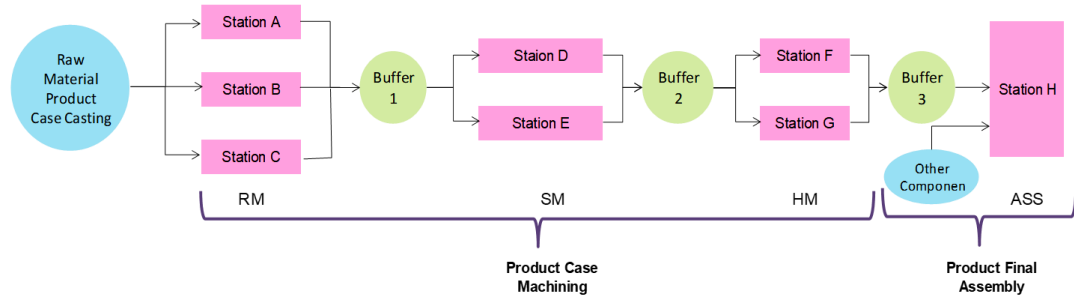 Raw
Material
Product
Case Casting
Station A
Station B
Station C
Buffer
1
Staion D
Station E
Buffer
2
Station F
Station G
Buffer
3
Station H
Other
Componen
RM
SM
HM
ASS
Product Case
Machining
Product Final
Assembly